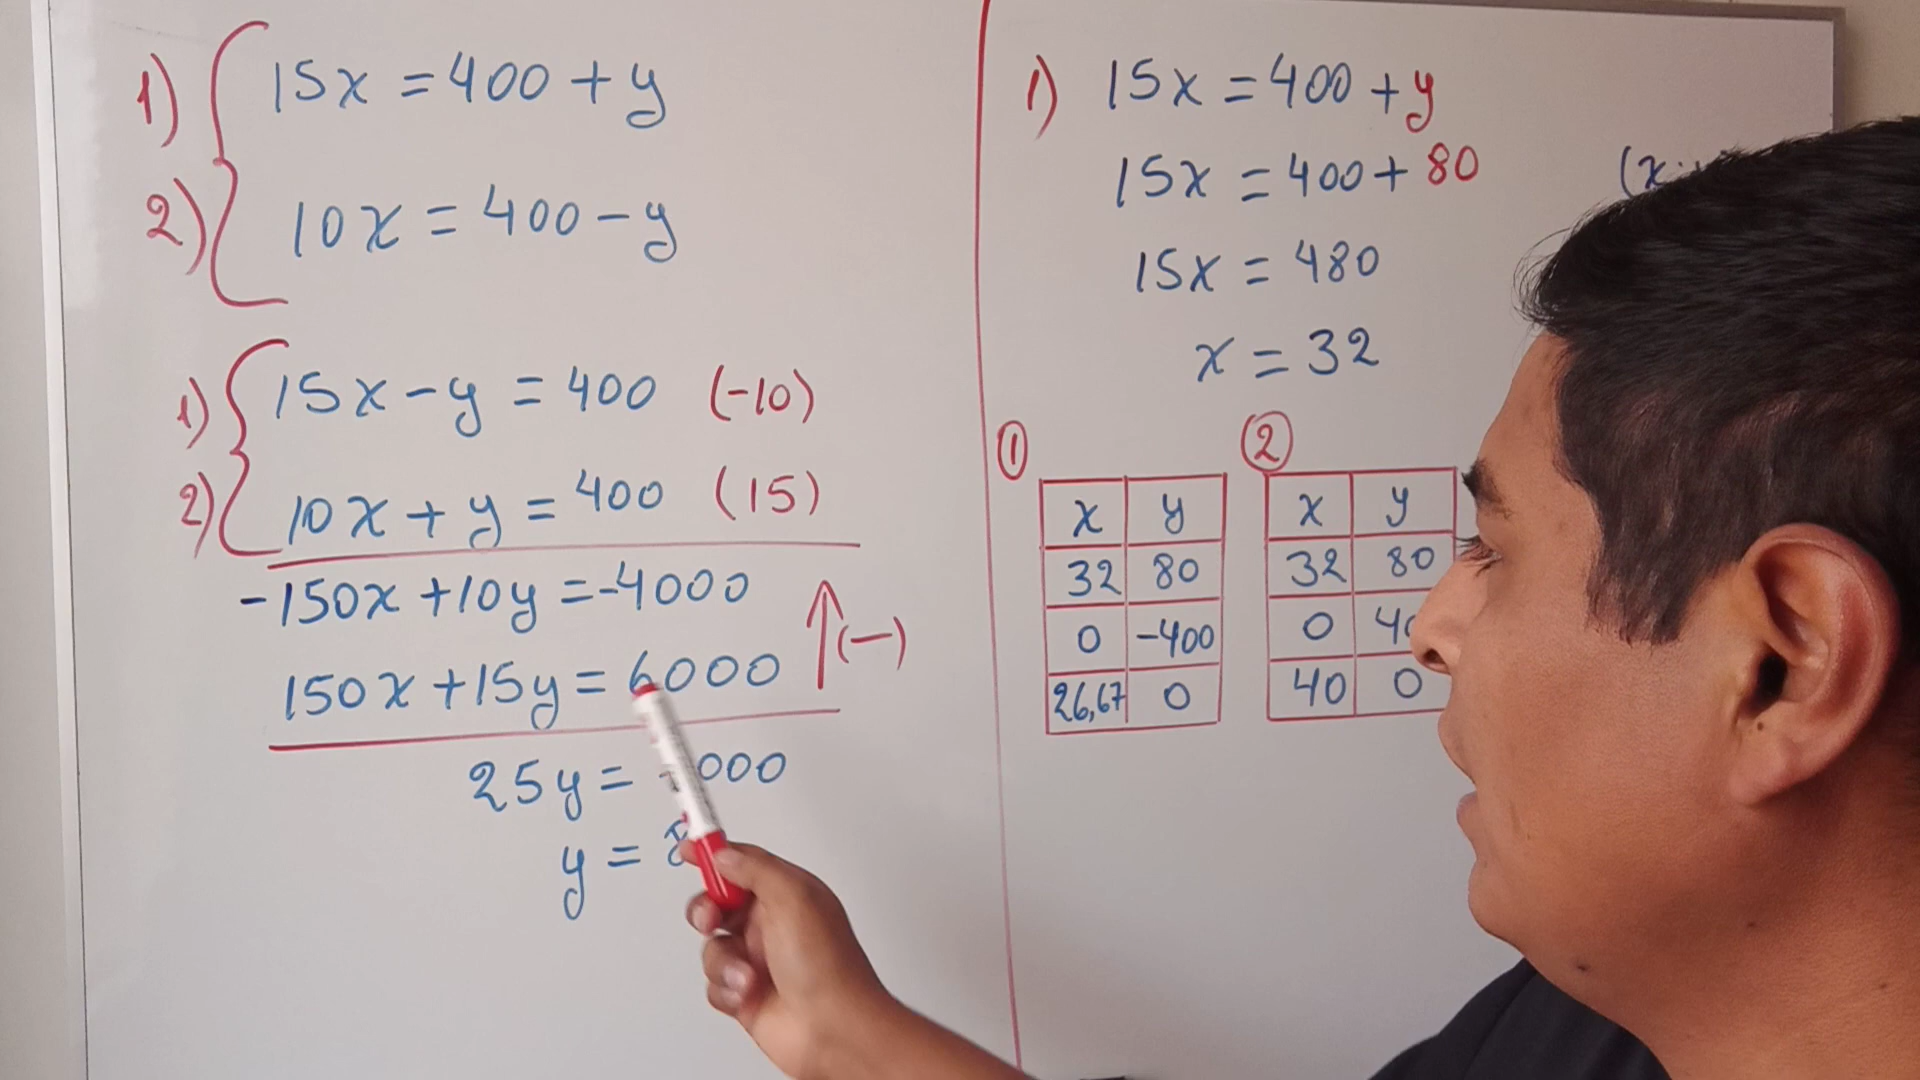 1) 15x = 400 + y
2) 10x = 400 - y
1) 15x - y = 400 (-10)
2) 10x + y = 400 (15)
-150x + 10y = -4000
150x + 15y = 6000 (-)
25y = 000
y =
1) 15x = 400 + y
15x = 400 + 80
15x = 480
x = 32
(x
① 
x y
32 80
0 -400
26,67 0
②
x y
32 80
0 4
40 0